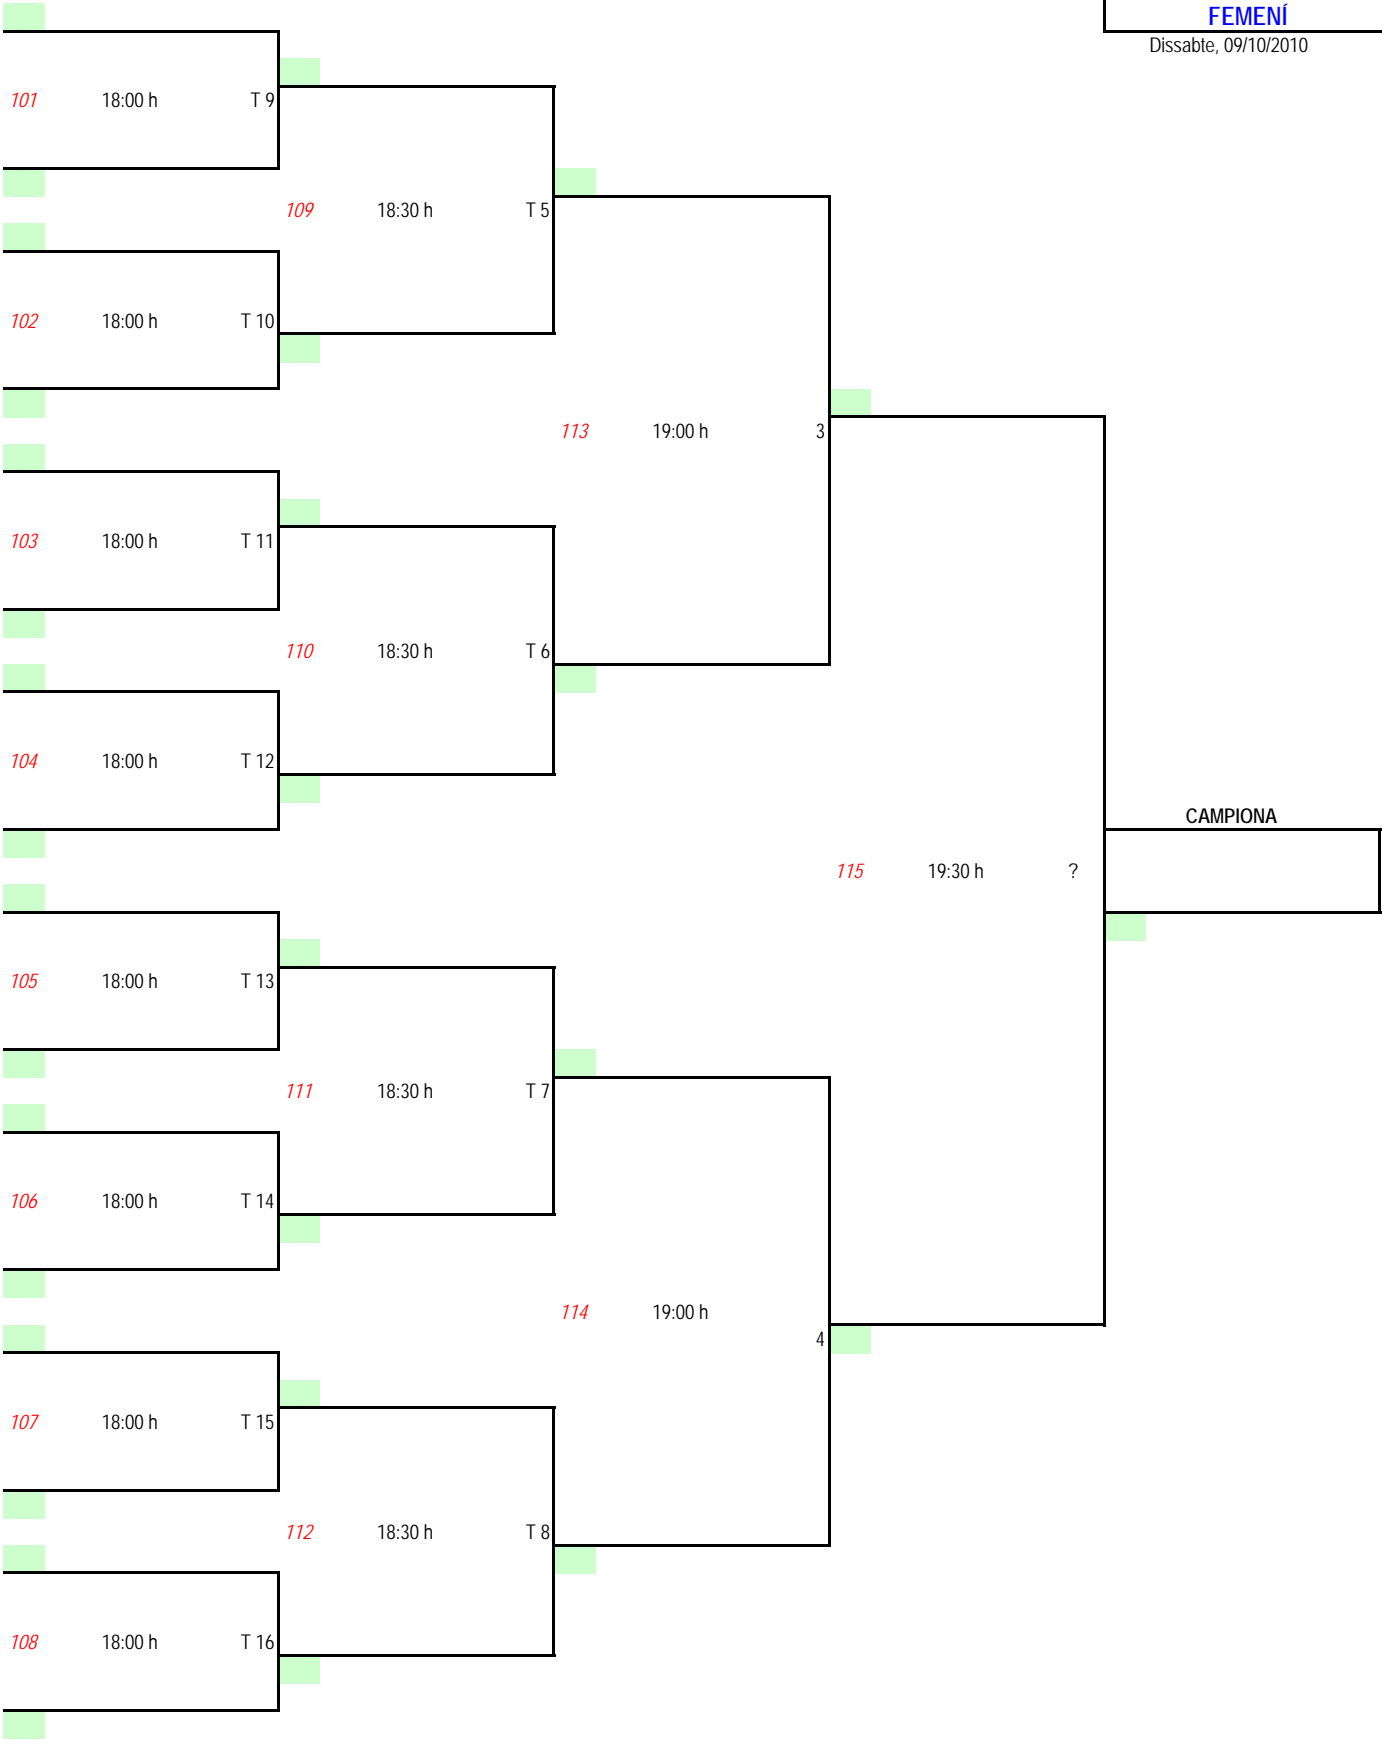 FEMENÍ
Dissabte, 09/10/2010
101 18:00 h T 9
109 18:30 h T 5
102 18:00 h T 10
113 19:00 h 3
103 18:00 h T 11
110 18:30 h T 6
104 18:00 h T 12
CAMPIONA
115 19:30 h ?
105 18:00 h T 13
111 18:30 h T 7
106 18:00 h T 14
114 19:00 h
4
107 18:00 h T 15
112 18:30 h T 8
108 18:00 h T 16